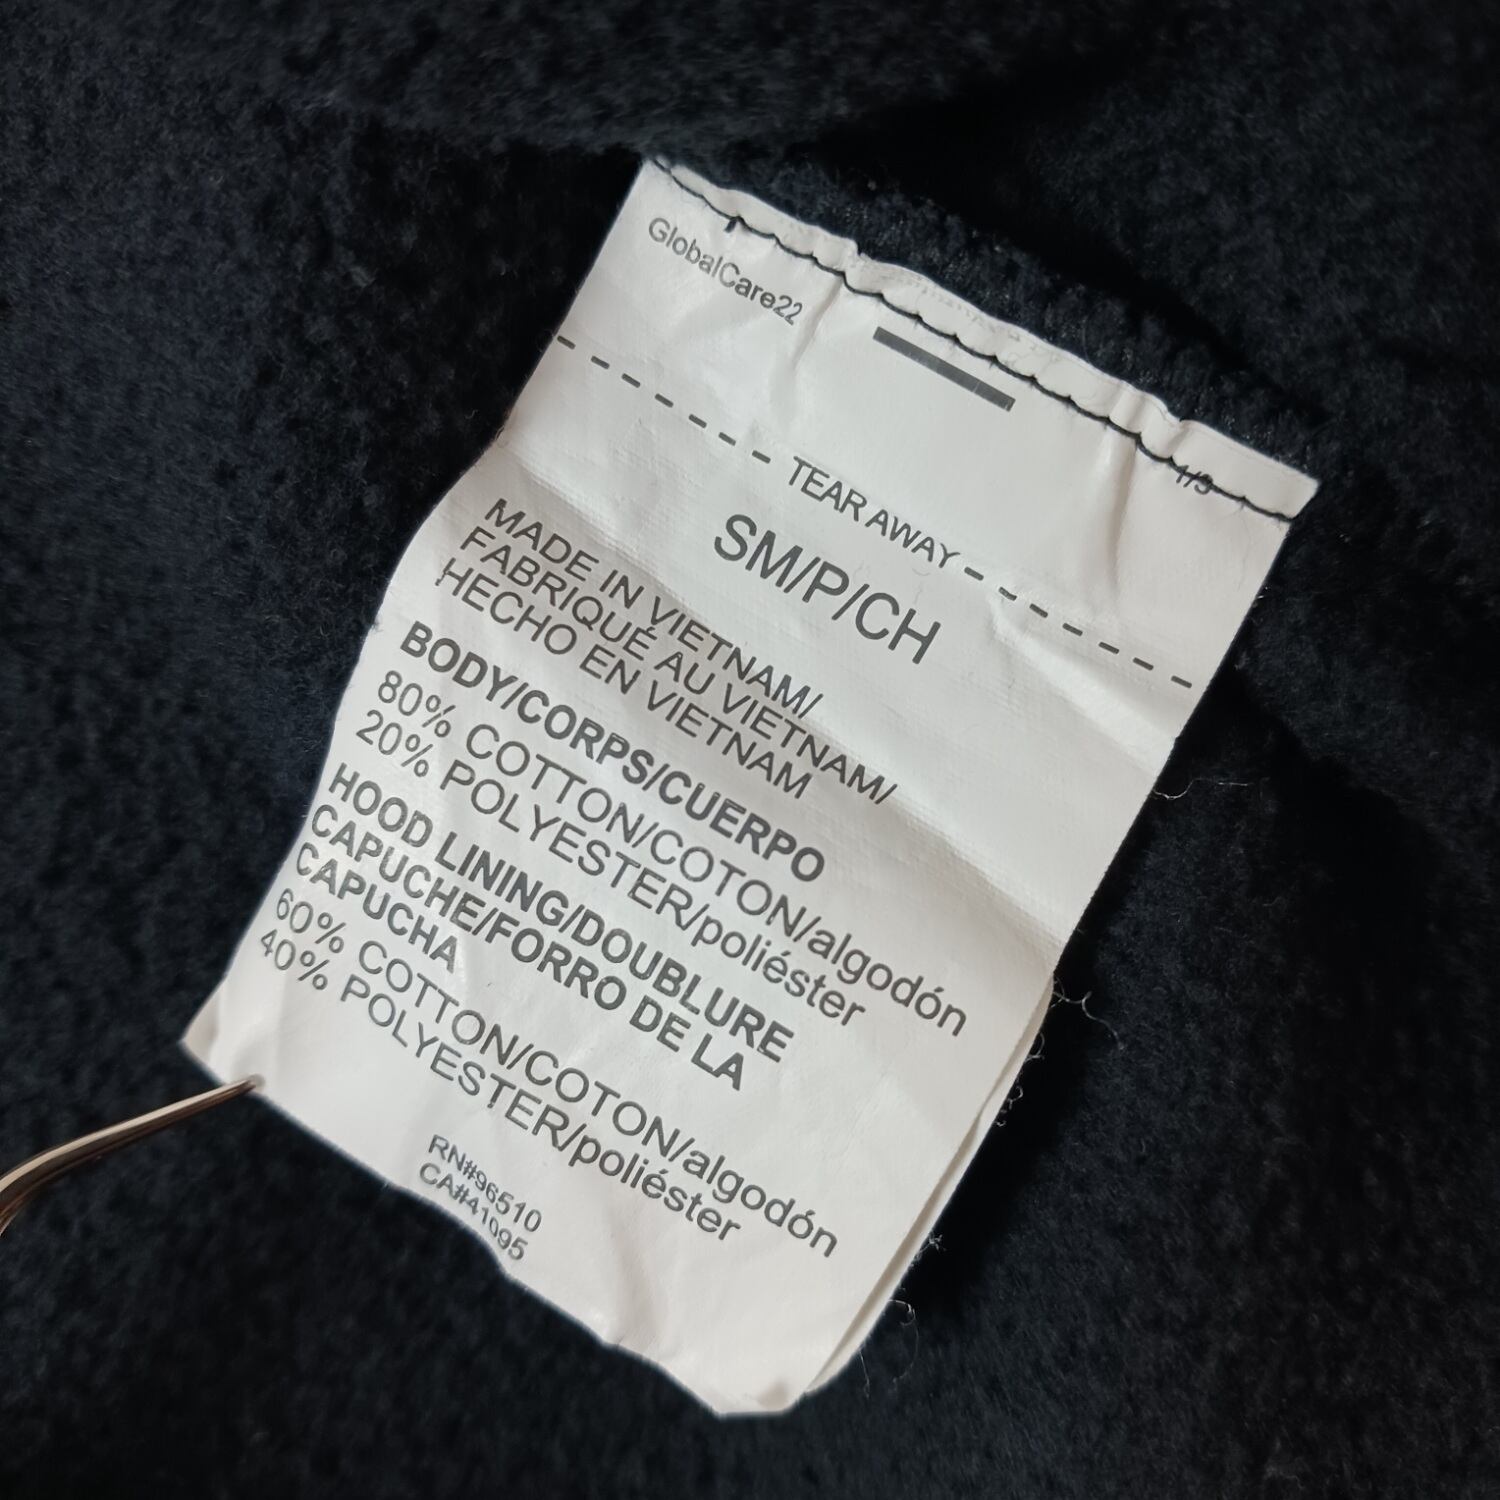 GlobalCare22
1/3
TEAR AWAY
SM/P/CH
MADE IN VIETNAM/
FABRIQUÉ AU VIETNAM/
HECHO EN VIETNAM
BODY/CORPS/CUERPO
80% COTTON/COTON/algodón
20% POLYESTER/poliéster
HOOD LINING/DOUBLURE
CAPUCHE/FORRO DE LA
CAPUCHA
60% COTTON/COTON/algodón
40% POLYESTER/poliéster
RN#96510
CA#41095